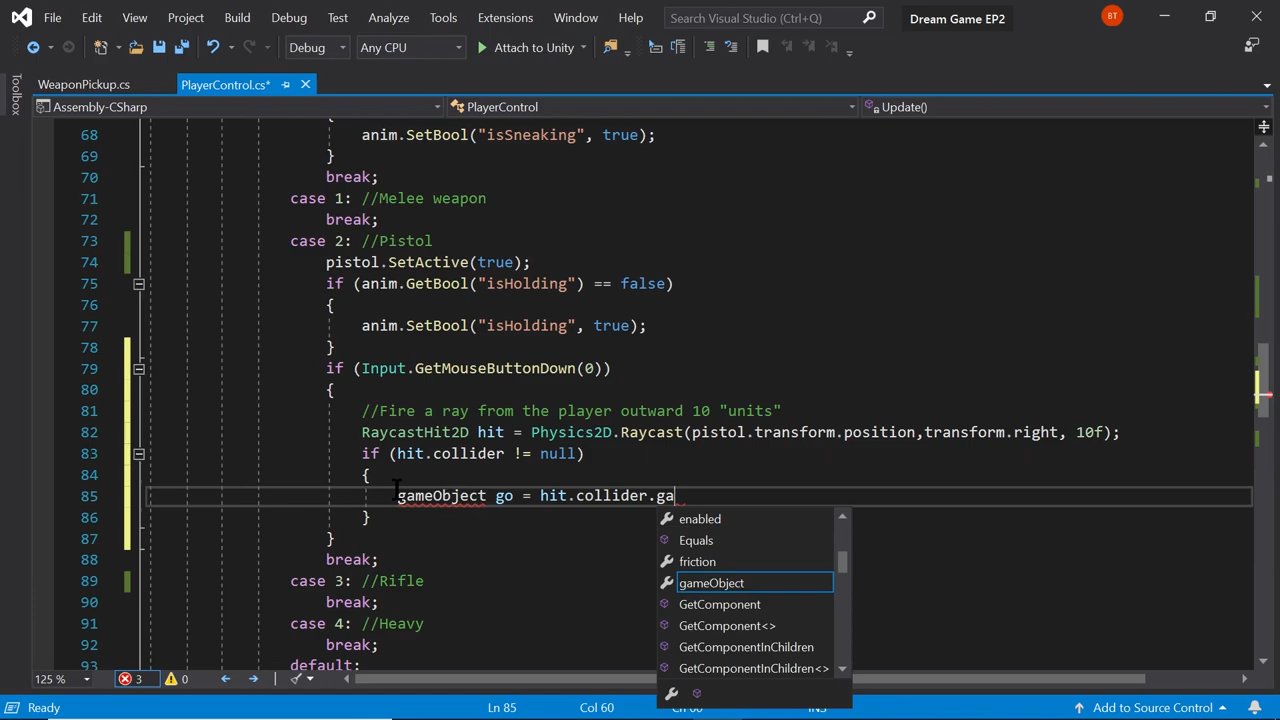 File Edit View Project Build Debug Test Analyze Tools Extensions Window Help Search Visual Studio (Ctrl+Q) Dream Game EP2 BT
Debug Any CPU Attach to Unity
WeaponPickup.cs PlayerControl.cs*
Toolbox
Assembly-CSharp PlayerControl Update()
{
68 anim.SetBool("isSneaking", true);
69 }
70 break;
71 case 1: //Melee weapon
72 break;
73 case 2: //Pistol
74 pistol.SetActive(true);
75 if (anim.GetBool("isHolding") == false)
76 {
77 anim.SetBool("isHolding", true);
78 }
79 if (Input.GetMouseButtonDown(0))
80 {
81 //Fire a ray from the player outward 10 "units"
82 RaycastHit2D hit = Physics2D.Raycast(pistol.transform.position,transform.right, 10f);
83 if (hit.collider != null)
84 {
85 gameObject go = hit.collider.ga
86 }
87 }
88 break;
89 case 3: //Rifle
90 break;
91 case 4: //Heavy
92 break;
93 default:
enabled
Equals
friction
gameObject
GetComponent
GetComponent<>
GetComponentInChildren
GetComponentInChildren<>
125 % 3 0 Ln 85 Col 60 INS
Ready Ln 85 Col 60 Add to Source Control